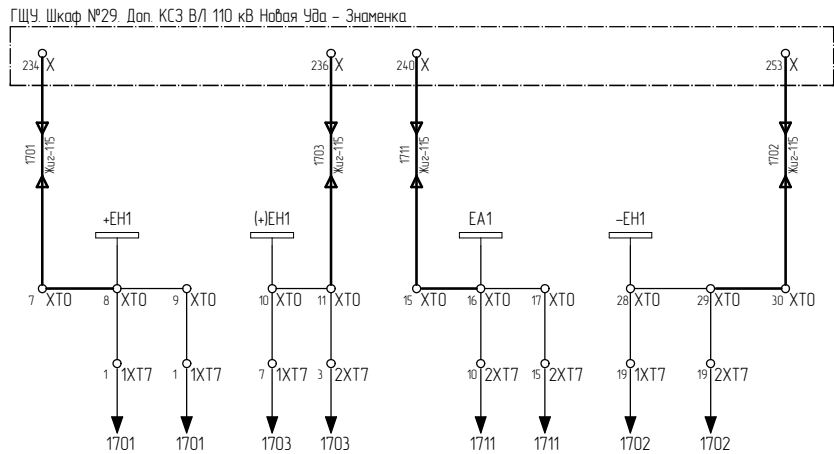 ГЩУ. Шкаф №29. Доп. КСЗ ВЛ 110 кВ Новая Уда - Знаменка
234 X 236 X 240 X 253 X
1701 Жиг-115 1703 Жиг-115 1711 Жиг-115 1702 Жиг-115
+EH1 (+)EH1 EA1 -EH1
7 XT0 8 XT0 9 XT0 10 XT0 11 XT0 15 XT0 16 XT0 17 XT0 28 XT0 29 XT0 30 XT0
1 1XT7 1 1XT7 7 1XT7 3 2XT7 10 2XT7 15 2XT7 19 1XT7 19 2XT7
1701 1701 1703 1703 1711 1711 1702 1702